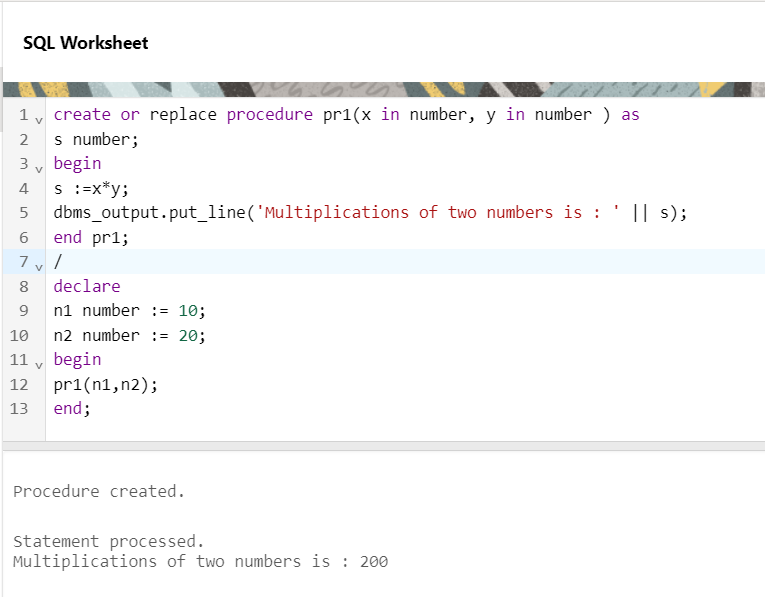 SQL Worksheet
1 create or replace procedure pr1(x in number, y in number ) as
2 s number;
3 begin
4 s :=x*y;
5 dbms_output.put_line('Multiplications of two numbers is : ' || s);
6 end pr1;
7 /
8 declare
9 n1 number := 10;
10 n2 number := 20;
11 begin
12 pr1(n1,n2);
13 end;
Procedure created.
Statement processed.
Multiplications of two numbers is : 200